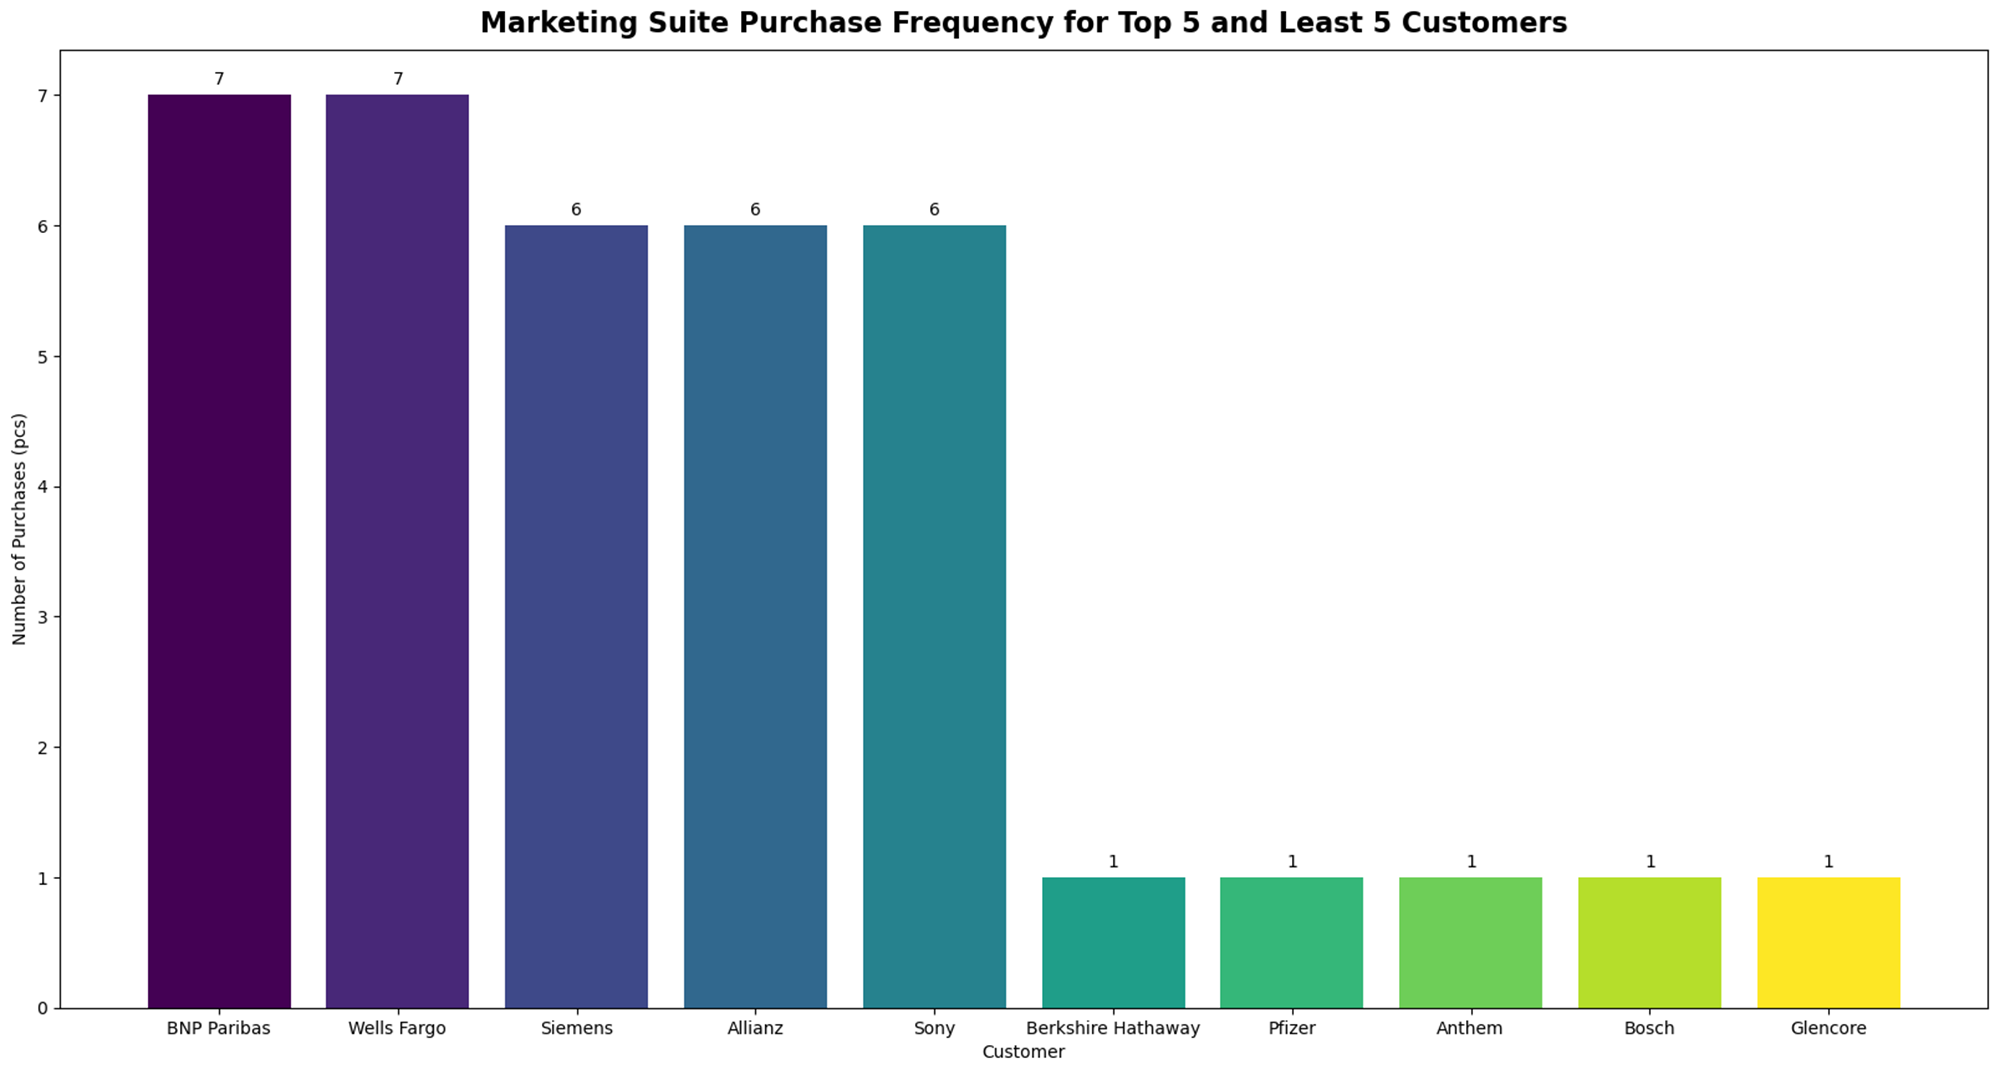 Marketing Suite Purchase Frequency for Top 5 and Least 5 Customers
Number of Purchases (pcs)
7
6
5
4
3
2
1
0
7
7
6
6
6
1
1
1
1
1
BNP Paribas
Wells Fargo
Siemens
Allianz
Sony
Berkshire Hathaway
Pfizer
Anthem
Bosch
Glencore
Customer